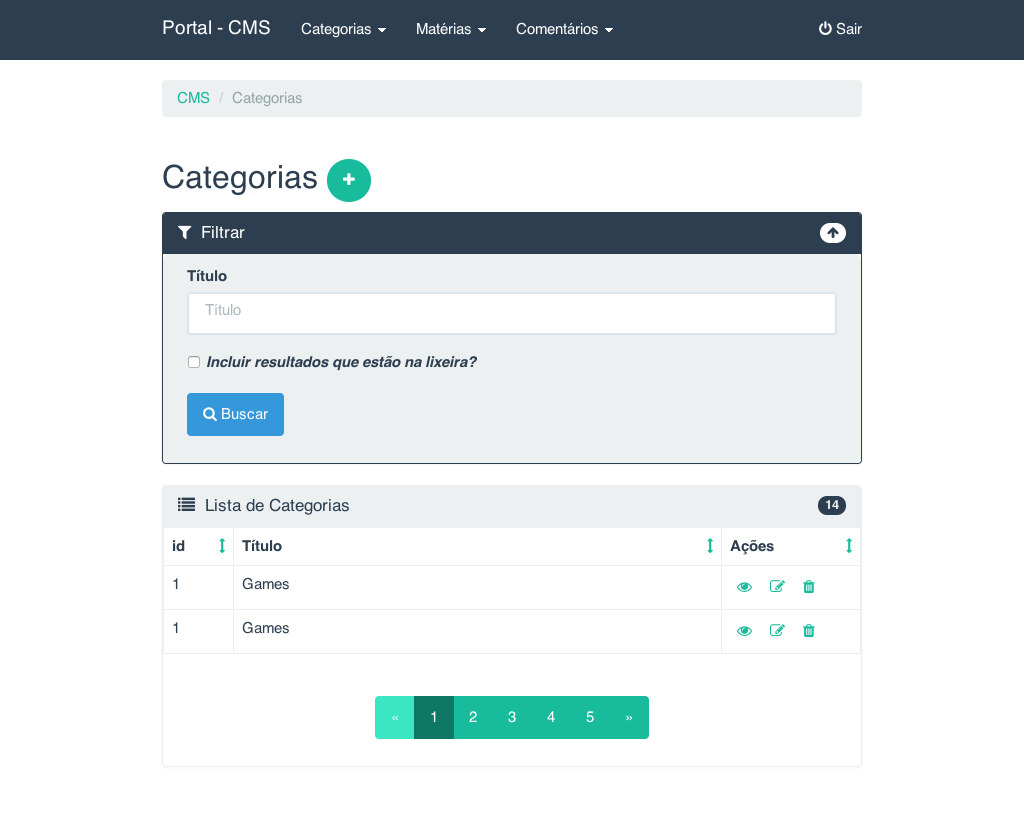 Portal - CMS Categorias Matérias Comentários Sair
CMS / Categorias
Categorias +
Filtrar
Título
Título
Incluir resultados que estão na lixeira?
Buscar
Lista de Categorias 14
id Título Ações
1 Games
1 Games
« 1 2 3 4 5 »